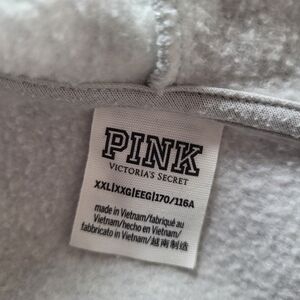 PINK
VICTORIA'S SECRET
XXL|XXG|EEG|170/116A
made in Vietnam/fabriqué au
Vietnam/hecho en Vietnam/
fabbricato in Vietnam/越南制造